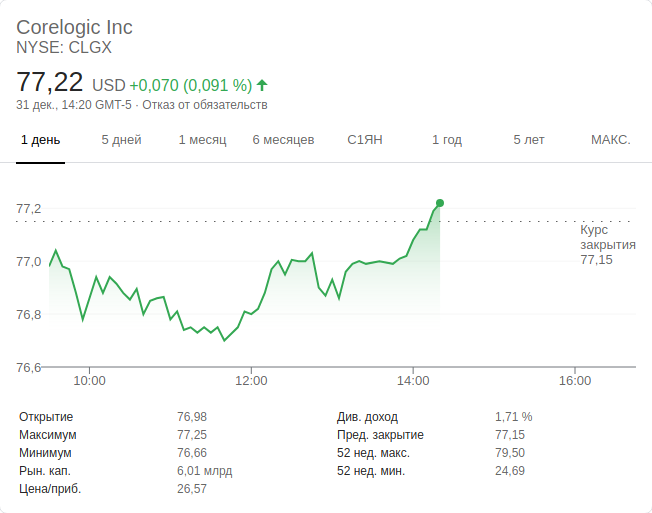 Corelogic Inc
NYSE: CLGX
77,22 USD +0,070 (0,091 %)
31 дек., 14:20 GMT-5 · Отказ от обязательств
1 день 5 дней 1 месяц 6 месяцев С1ЯН 1 год 5 лет МАКС.
77,2
Курс
закрытия
77,15
77,0
76,8
76,6
10:00 12:00 14:00 16:00
Открытие 76,98 Див. доход 1,71 %
Максимум 77,25 Пред. закрытие 77,15
Минимум 76,66 52 нед. макс. 79,50
Рын. кап. 6,01 млрд 52 нед. мин. 24,69
Цена/приб. 26,57